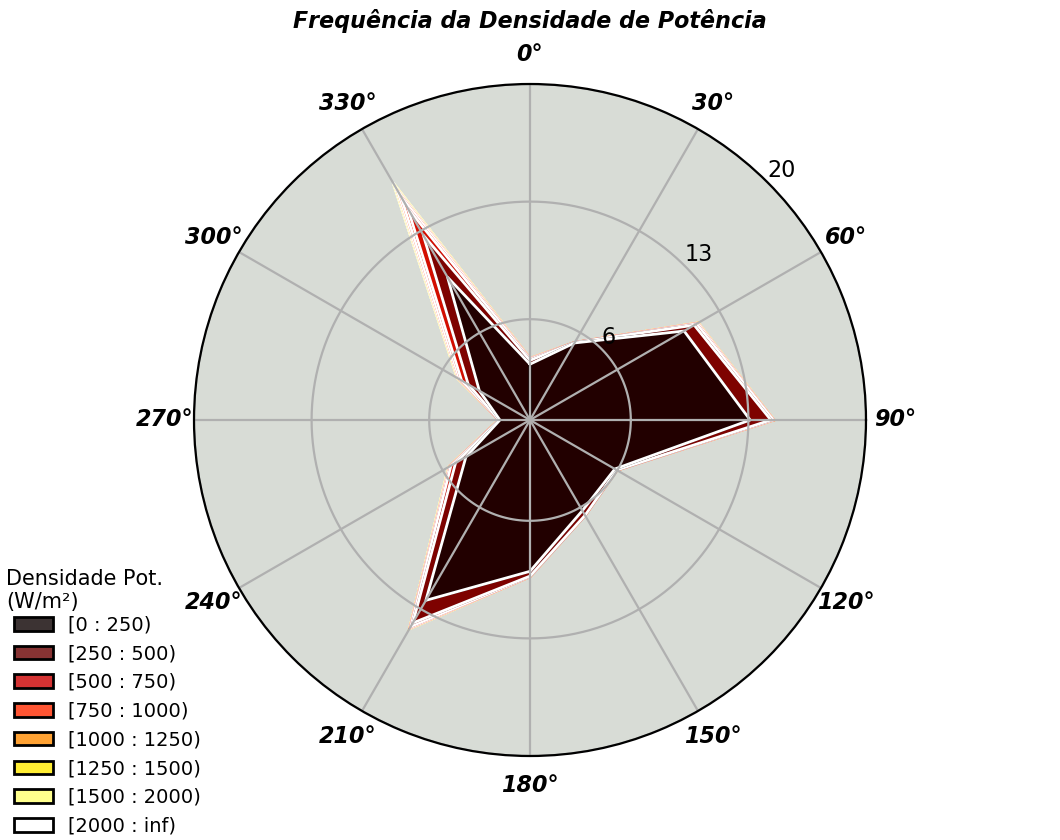 Frequência da Densidade de Potência
0°
330°
30°
20
300°
60°
13
6
270°
90°
240°
120°
210°
150°
180°
Densidade Pot.
(W/m²)
[0 : 250)
[250 : 500)
[500 : 750)
[750 : 1000)
[1000 : 1250)
[1250 : 1500)
[1500 : 2000)
[2000 : inf)